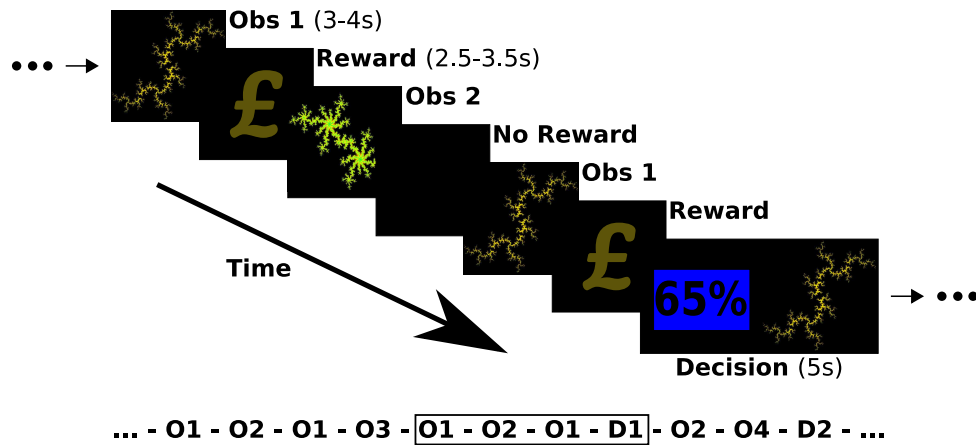 Obs 1 (3-4s)
Reward (2.5-3.5s)
£
Obs 2
No Reward
Obs 1
Reward
£
65%
Time
Decision (5s)
... - O1 - O2 - O1 - O3 - O1 - O2 - O1 - D1 - O2 - O4 - D2 - ...